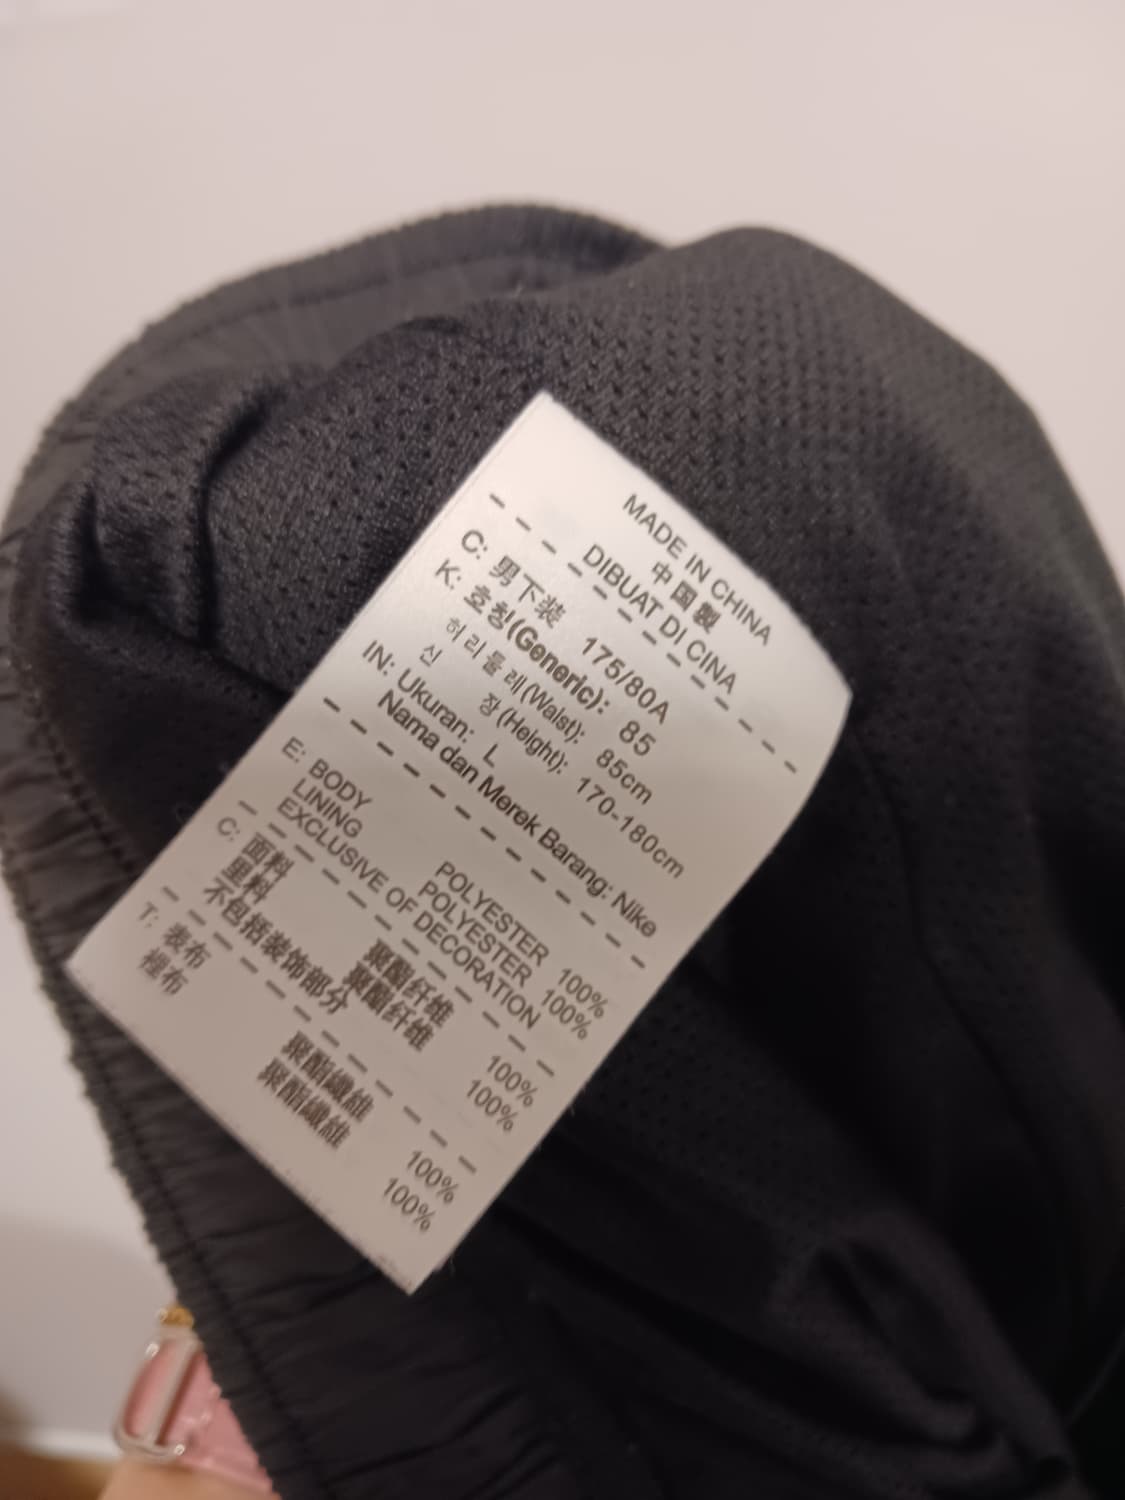 MADE IN CHINA
中国製
DIBUAT DI CINA
C: 男下装 175/80A
K: 호칭(Generic): 85
허리둘레(Waist): 85cm
신 장(Height): 170-180cm
IN: Ukuran: L
Nama dan Merek Barang: Nike
E: BODY POLYESTER 100%
LINING POLYESTER 100%
EXCLUSIVE OF DECORATION
C: 面料 聚酯纤维 100%
里料 聚酯纤维 100%
不包括装饰部分
T: 表布 聚酯纖維 100%
裡布 聚酯纖維 100%